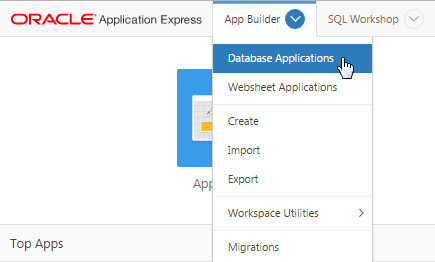 ORACLE Application Express
App Builder
SQL Workshop
Database Applications
Websheet Applications
Create
Import
Export
Workspace Utilities
Migrations
App
Top Apps